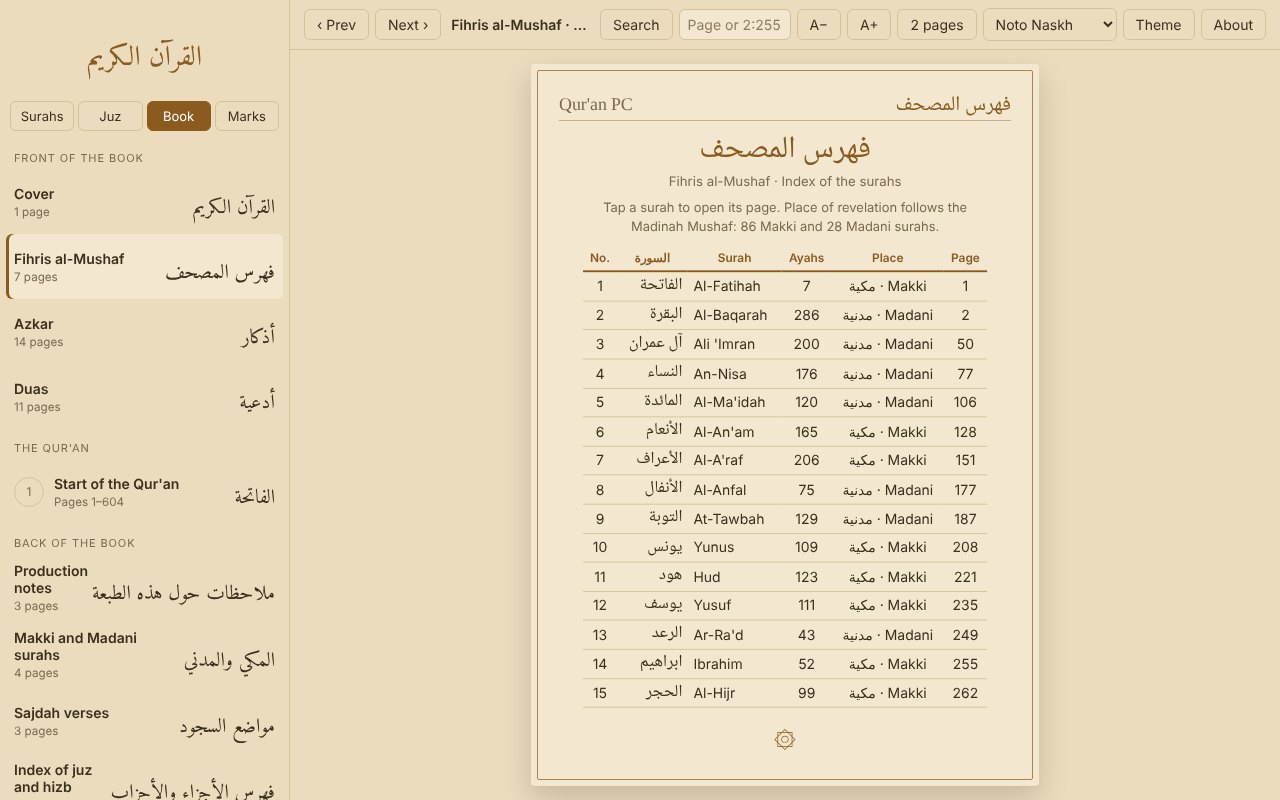 القرآن الكريم
Surahs Juz Book Marks
FRONT OF THE BOOK
Cover
1 page
القرآن الكريم
Fihris al-Mushaf
7 pages
فهرس المصحف
Azkar
14 pages
أذكار
Duas
11 pages
أدعية
THE QUR'AN
1
Start of the Qur'an
Pages 1–604
الفاتحة
BACK OF THE BOOK
Production
notes
3 pages
ملاحظات حول هذه الطبعة
Makki and Madani
surahs
4 pages
المكي والمدني
Sajdah verses
3 pages
مواضع السجود
Index of juz
and hizb
فهرس الأجزاء والأحزاب
‹ Prev Next › Fihris al-Mushaf · … Search Page or 2:255 A− A+ 2 pages Noto Naskh Theme About
Qur'an PC فهرس المصحف
فهرس المصحف
Fihris al-Mushaf · Index of the surahs
Tap a surah to open its page. Place of revelation follows the
Madinah Mushaf: 86 Makki and 28 Madani surahs.
No. السورة Surah Ayahs Place Page
1 الفاتحة Al-Fatihah 7 مكية · Makki 1
2 البقرة Al-Baqarah 286 مدنية · Madani 2
3 آل عمران Ali 'Imran 200 مدنية · Madani 50
4 النساء An-Nisa 176 مدنية · Madani 77
5 المائدة Al-Ma'idah 120 مدنية · Madani 106
6 الأنعام Al-An'am 165 مكية · Makki 128
7 الأعراف Al-A'raf 206 مكية · Makki 151
8 الأنفال Al-Anfal 75 مدنية · Madani 177
9 التوبة At-Tawbah 129 مدنية · Madani 187
10 يونس Yunus 109 مكية · Makki 208
11 هود Hud 123 مكية · Makki 221
12 يوسف Yusuf 111 مكية · Makki 235
13 الرعد Ar-Ra'd 43 مدنية · Madani 249
14 ابراهيم Ibrahim 52 مكية · Makki 255
15 الحجر Al-Hijr 99 مكية · Makki 262